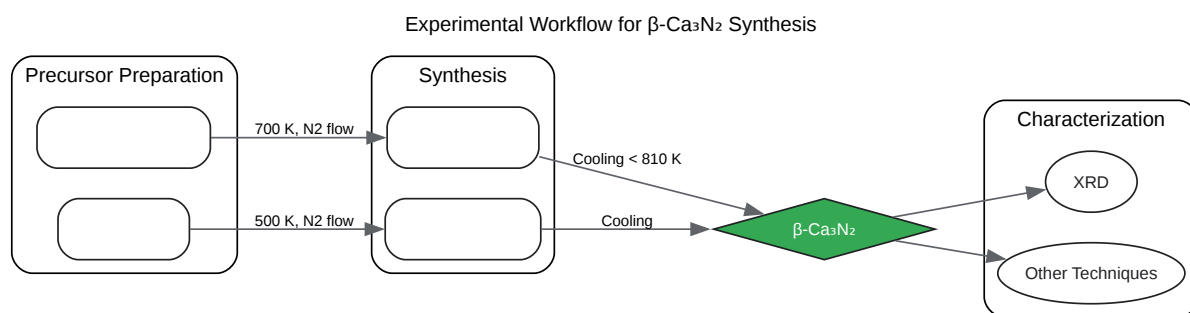 Experimental Workflow for β-Ca₃N₂ Synthesis
Precursor Preparation
Synthesis
Characterization
700 K, N2 flow
Cooling < 810 K
XRD
500 K, N2 flow
Cooling
β-Ca₃N₂
Other Techniques